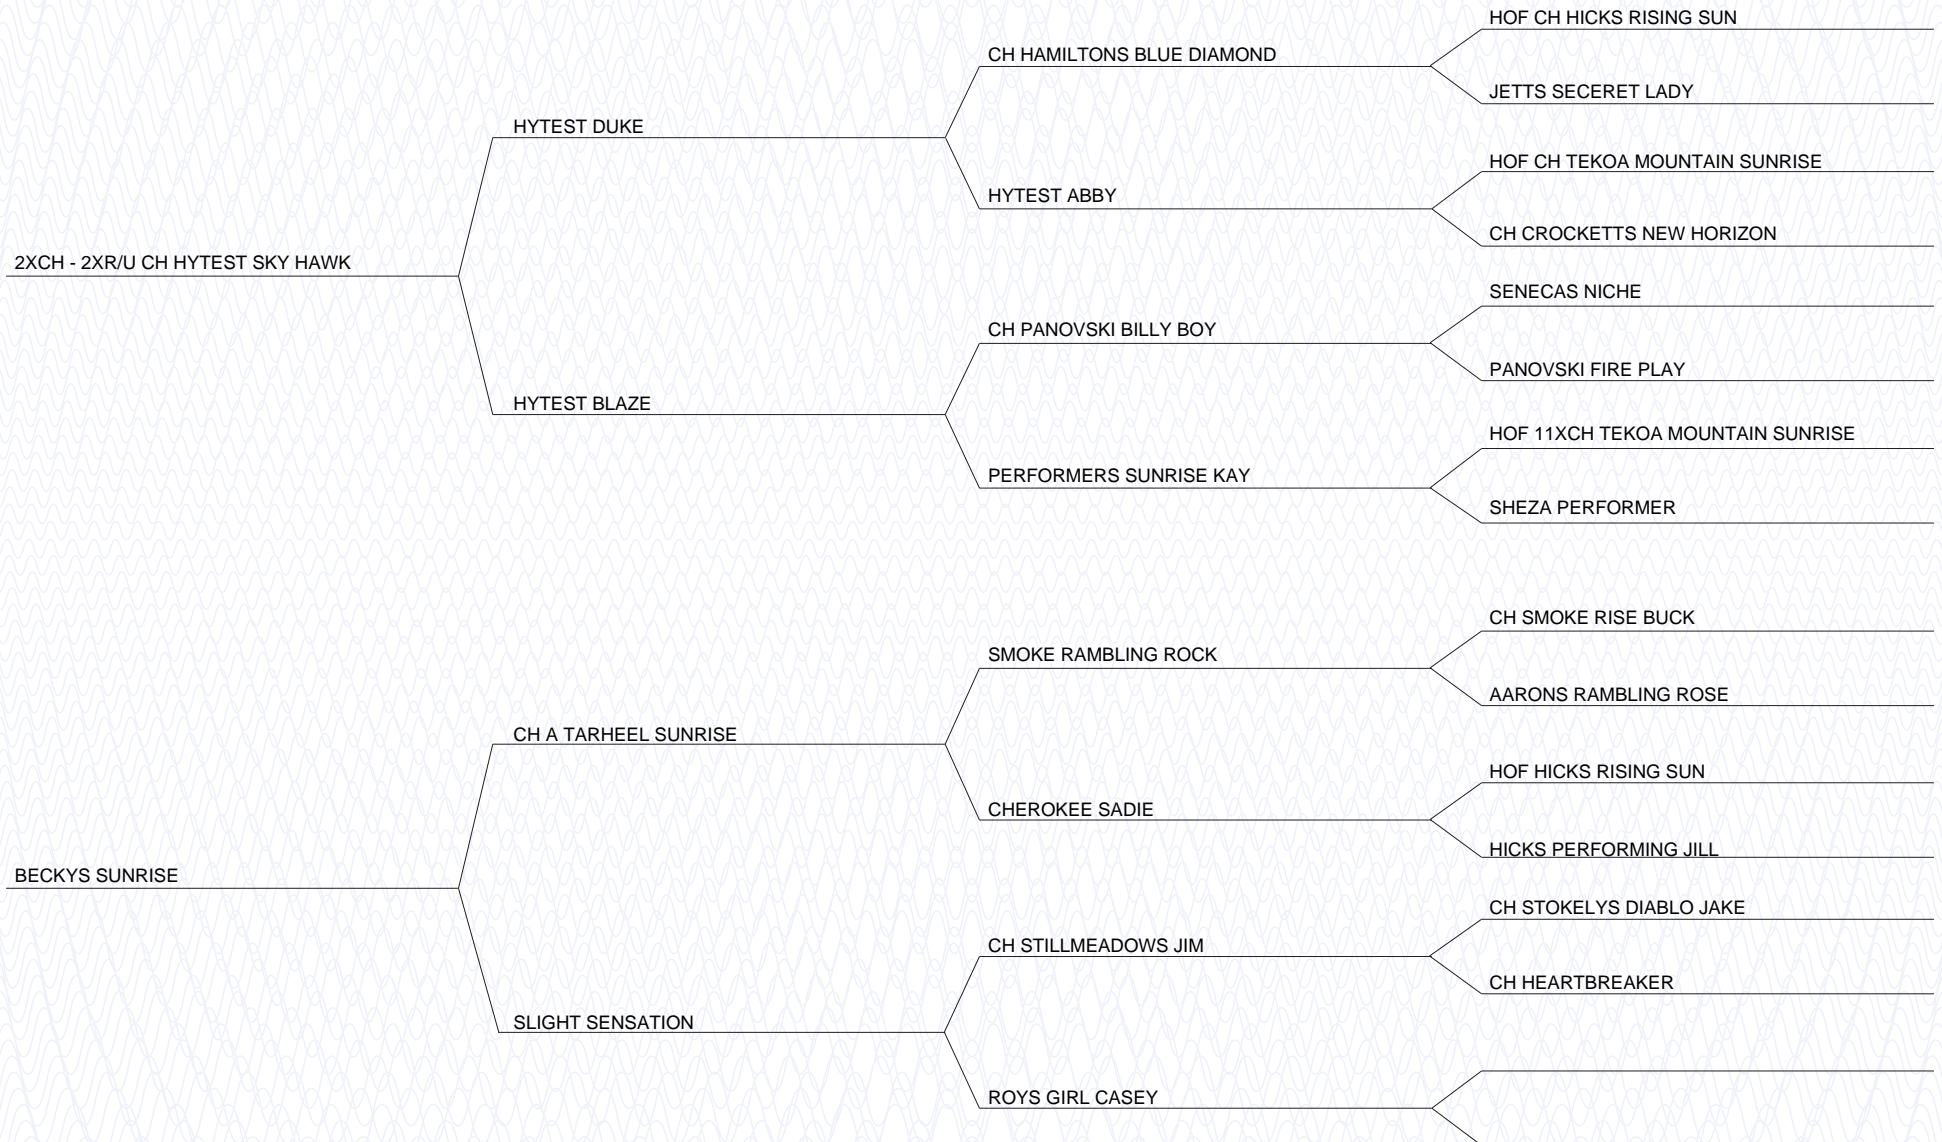 HOF CH HICKS RISING SUN
CH HAMILTONS BLUE DIAMOND
JETTS SECERET LADY
HYTEST DUKE
HOF CH TEKOA MOUNTAIN SUNRISE
HYTEST ABBY
CH CROCKETTS NEW HORIZON
2XCH - 2XR/U CH HYTEST SKY HAWK
SENECAS NICHE
CH PANOVSKI BILLY BOY
PANOVSKI FIRE PLAY
HYTEST BLAZE
HOF 11XCH TEKOA MOUNTAIN SUNRISE
PERFORMERS SUNRISE KAY
SHEZA PERFORMER
CH SMOKE RISE BUCK
SMOKE RAMBLING ROCK
AARONS RAMBLING ROSE
CH A TARHEEL SUNRISE
HOF HICKS RISING SUN
CHEROKEE SADIE
HICKS PERFORMING JILL
BECKYS SUNRISE
CH STOKELYS DIABLO JAKE
CH STILLMEADOWS JIM
CH HEARTBREAKER
SLIGHT SENSATION
ROYS GIRL CASEY